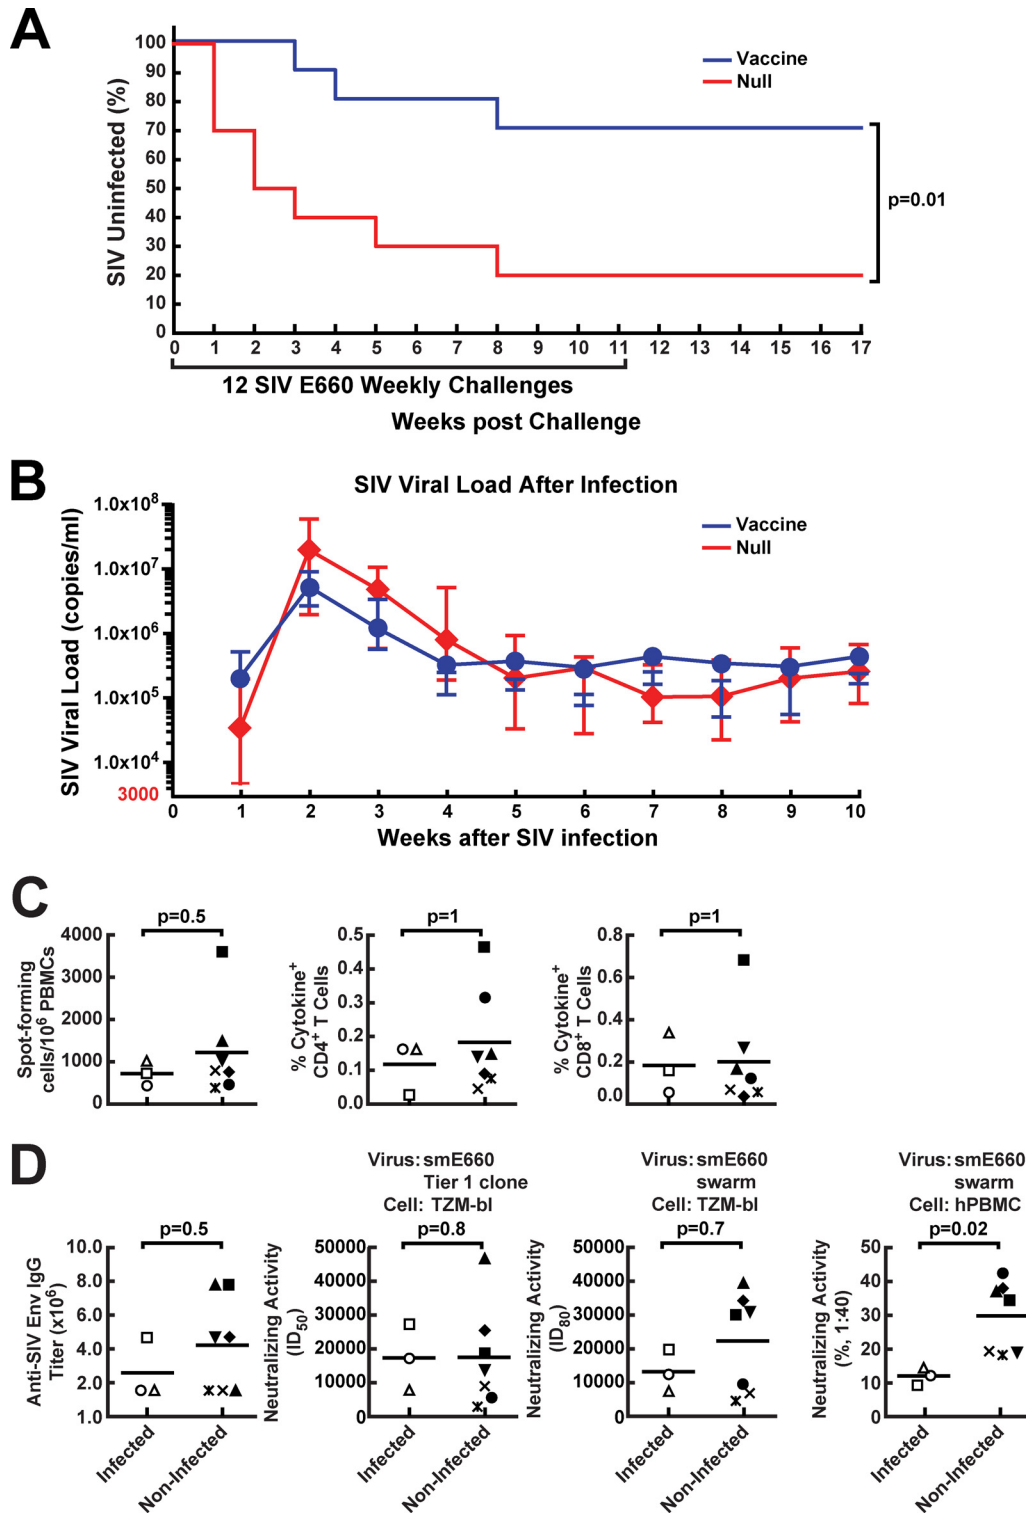 A
SIV Uninfected (%)
100
90
80
70
60
50
40
30
20
10
0
Vaccine
Null
p=0.01
0 1 2 3 4 5 6 7 8 9 10 11 12 13 14 15 16 17
12 SIV E660 Weekly Challenges
Weeks post Challenge
B
SIV Viral Load After Infection
SIV Viral Load (copies/ml)
1.0x10⁸
1.0x10⁷
1.0x10⁶
1.0x10⁵
1.0x10⁴
3000
Vaccine
Null
0 1 2 3 4 5 6 7 8 9 10
Weeks after SIV infection
C
Spot-forming
cells/10⁶ PBMCs
4000
3000
2000
1000
0
p=0.5
% Cytokine⁺
CD4⁺ T Cells
0.5
0.4
0.3
0.2
0.1
0.0
p=1
% Cytokine⁺
CD8⁺ T Cells
0.8
0.6
0.4
0.2
0.0
p=1
D
Anti-SIV Env IgG
Titer (x10⁶)
10.0
8.0
6.0
4.0
2.0
1.0
p=0.5
Infected
Non-Infected
Virus: smE660
Tier 1 clone
Cell: TZM-bl
p=0.8
Neutralizing Activity
(ID₅₀)
50000
40000
30000
20000
10000
0
Infected
Non-Infected
Virus: smE660
swarm
Cell: TZM-bl
p=0.7
Neutralizing Activity
(ID₈₀)
50000
40000
30000
20000
10000
0
Infected
Non-Infected
Virus: smE660
swarm
Cell: hPBMC
p=0.02
Neutralizing Activity
(%, 1:40)
50
40
30
20
10
0
Infected
Non-Infected